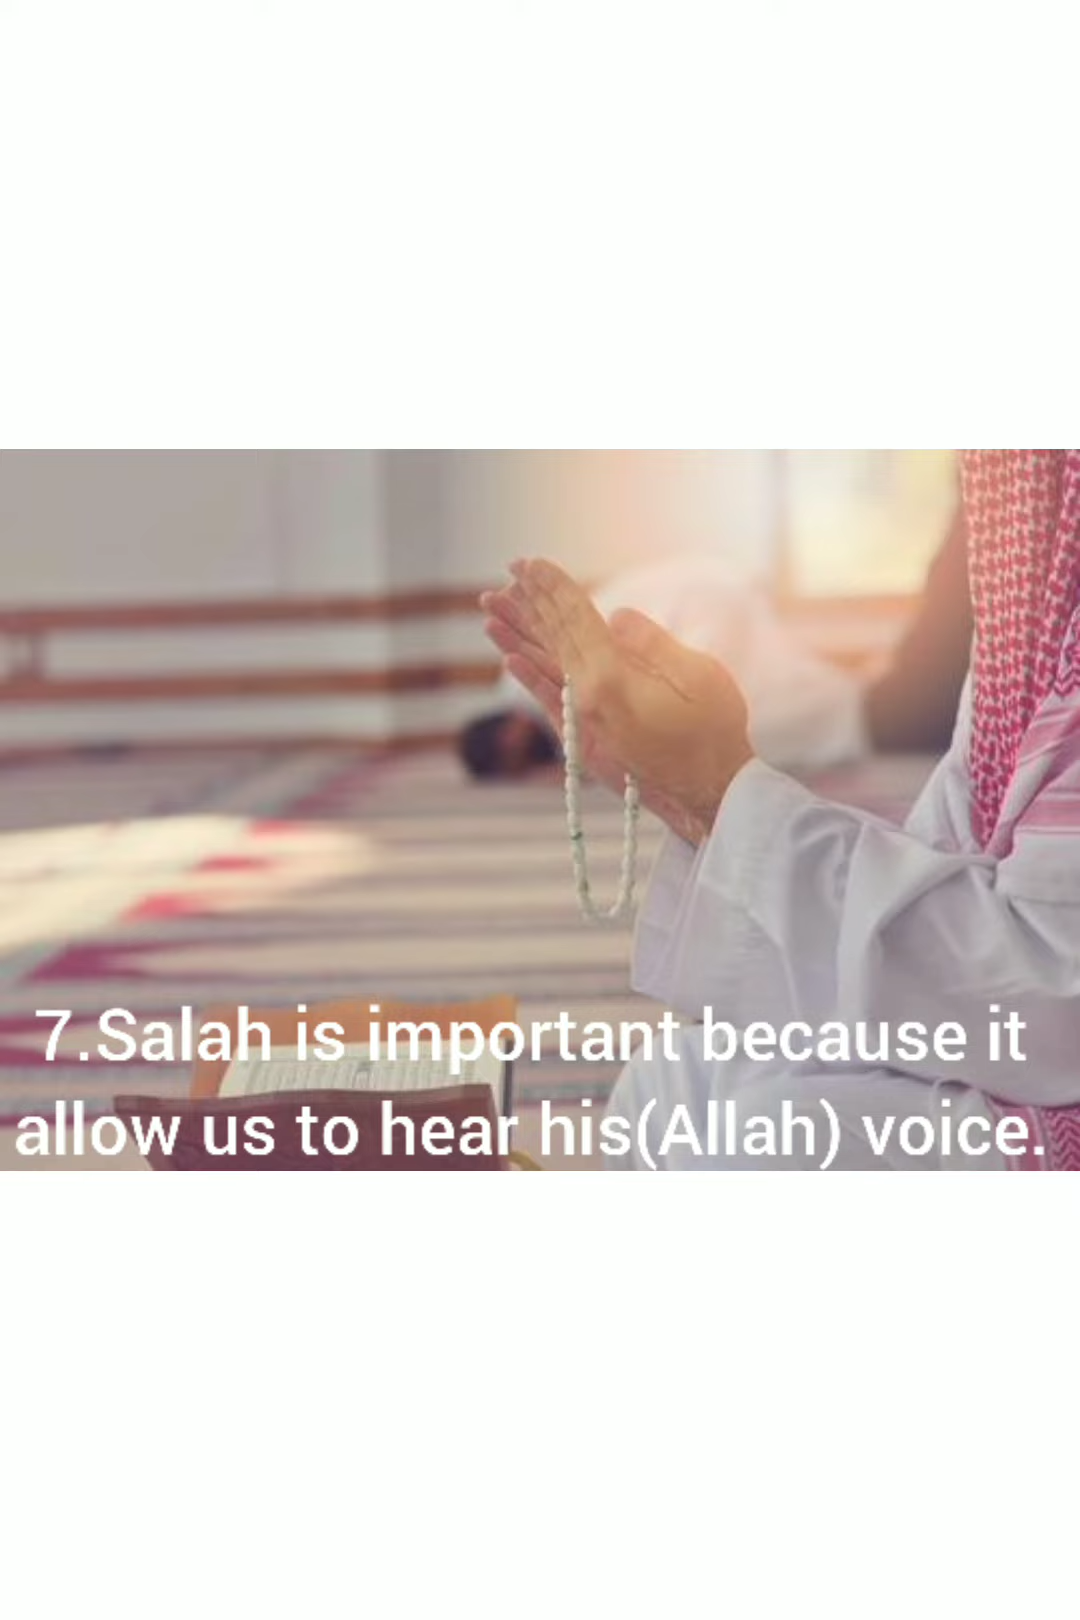 7.Salah is important because it
allow us to hear his(Allah) voice.